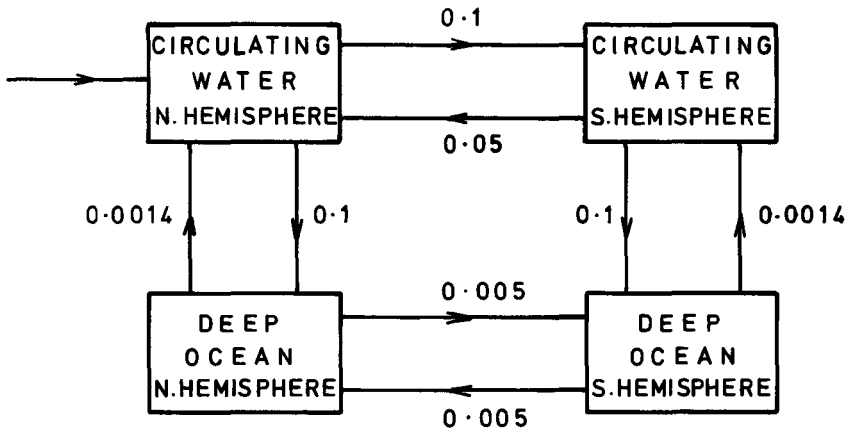 0·1
CIRCULATING
WATER
N. HEMISPHERE
CIRCULATING
WATER
S. HEMISPHERE
0·05
0·0014
0·1
0·1
0·0014
0·005
DEEP
OCEAN
N. HEMISPHERE
DEEP
OCEAN
S. HEMISPHERE
0·005